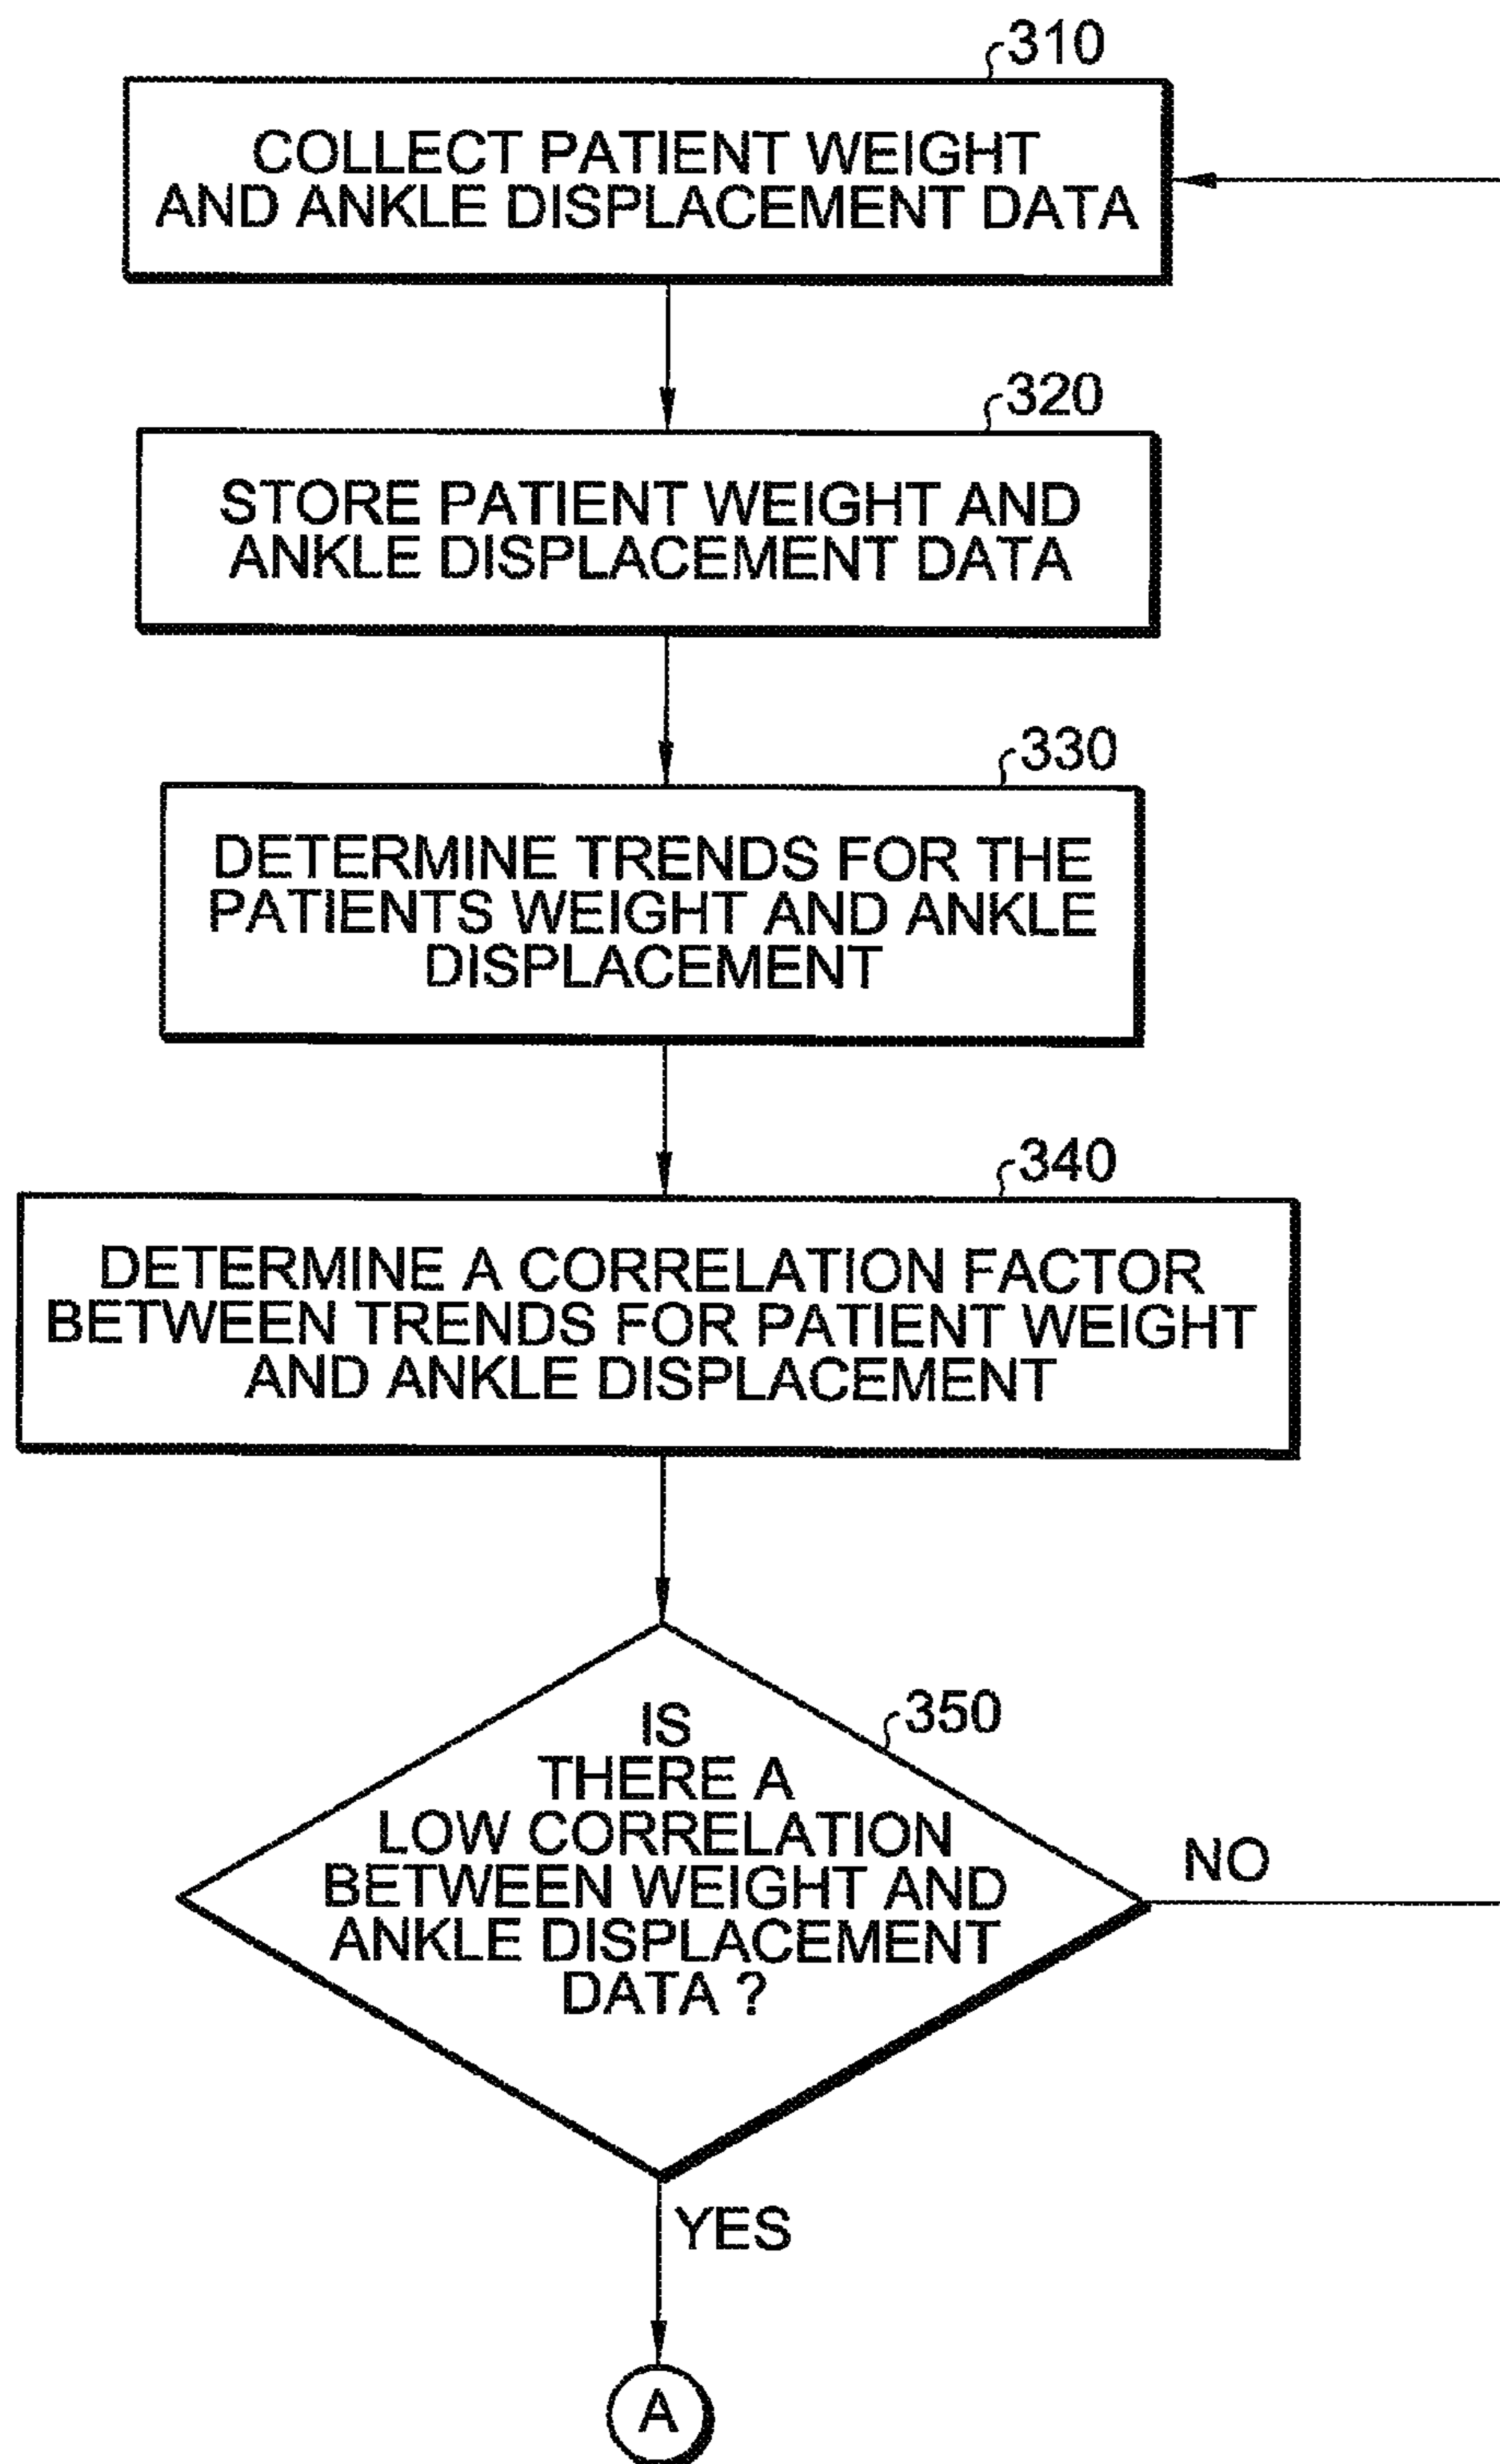 310
COLLECT PATIENT WEIGHT
AND ANKLE DISPLACEMENT DATA
320
STORE PATIENT WEIGHT AND
ANKLE DISPLACEMENT DATA
330
DETERMINE TRENDS FOR THE
PATIENTS WEIGHT AND ANKLE
DISPLACEMENT
340
DETERMINE A CORRELATION FACTOR
BETWEEN TRENDS FOR PATIENT WEIGHT
AND ANKLE DISPLACEMENT
350
IS
THERE A
LOW CORRELATION
BETWEEN WEIGHT AND
ANKLE DISPLACEMENT
DATA ?
NO
YES
A